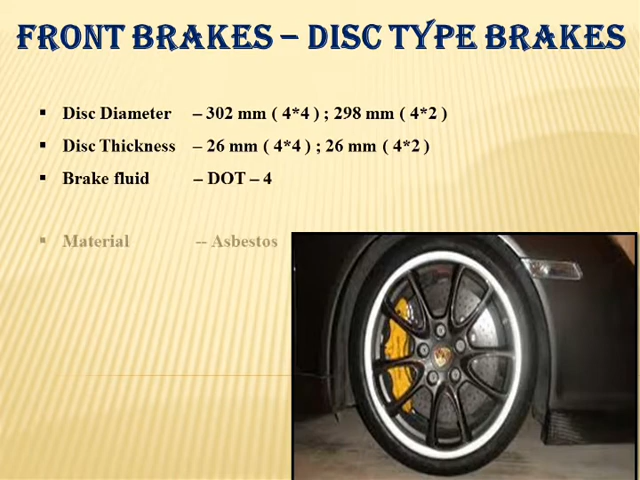 FRONT BRAKES – DISC TYPE BRAKES
▪ Disc Diameter – 302 mm ( 4*4 ) ; 298 mm ( 4*2 )
▪ Disc Thickness – 26 mm ( 4*4 ) ; 26 mm ( 4*2 )
▪ Brake fluid – DOT – 4
▪ Material -- Asbestos